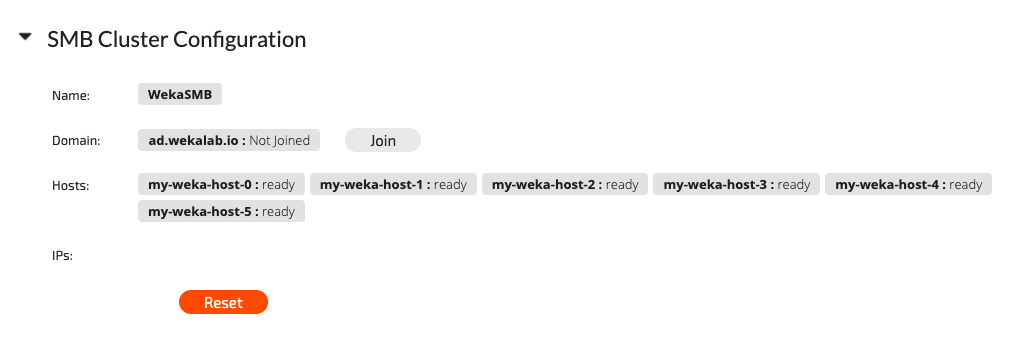 SMB Cluster Configuration
Name: WekaSMB
Domain: ad.wekalab.io : Not Joined Join
Hosts: my-weka-host-0 : ready my-weka-host-1 : ready my-weka-host-2 : ready my-weka-host-3 : ready my-weka-host-4 : ready
my-weka-host-5 : ready
IPs:
Reset